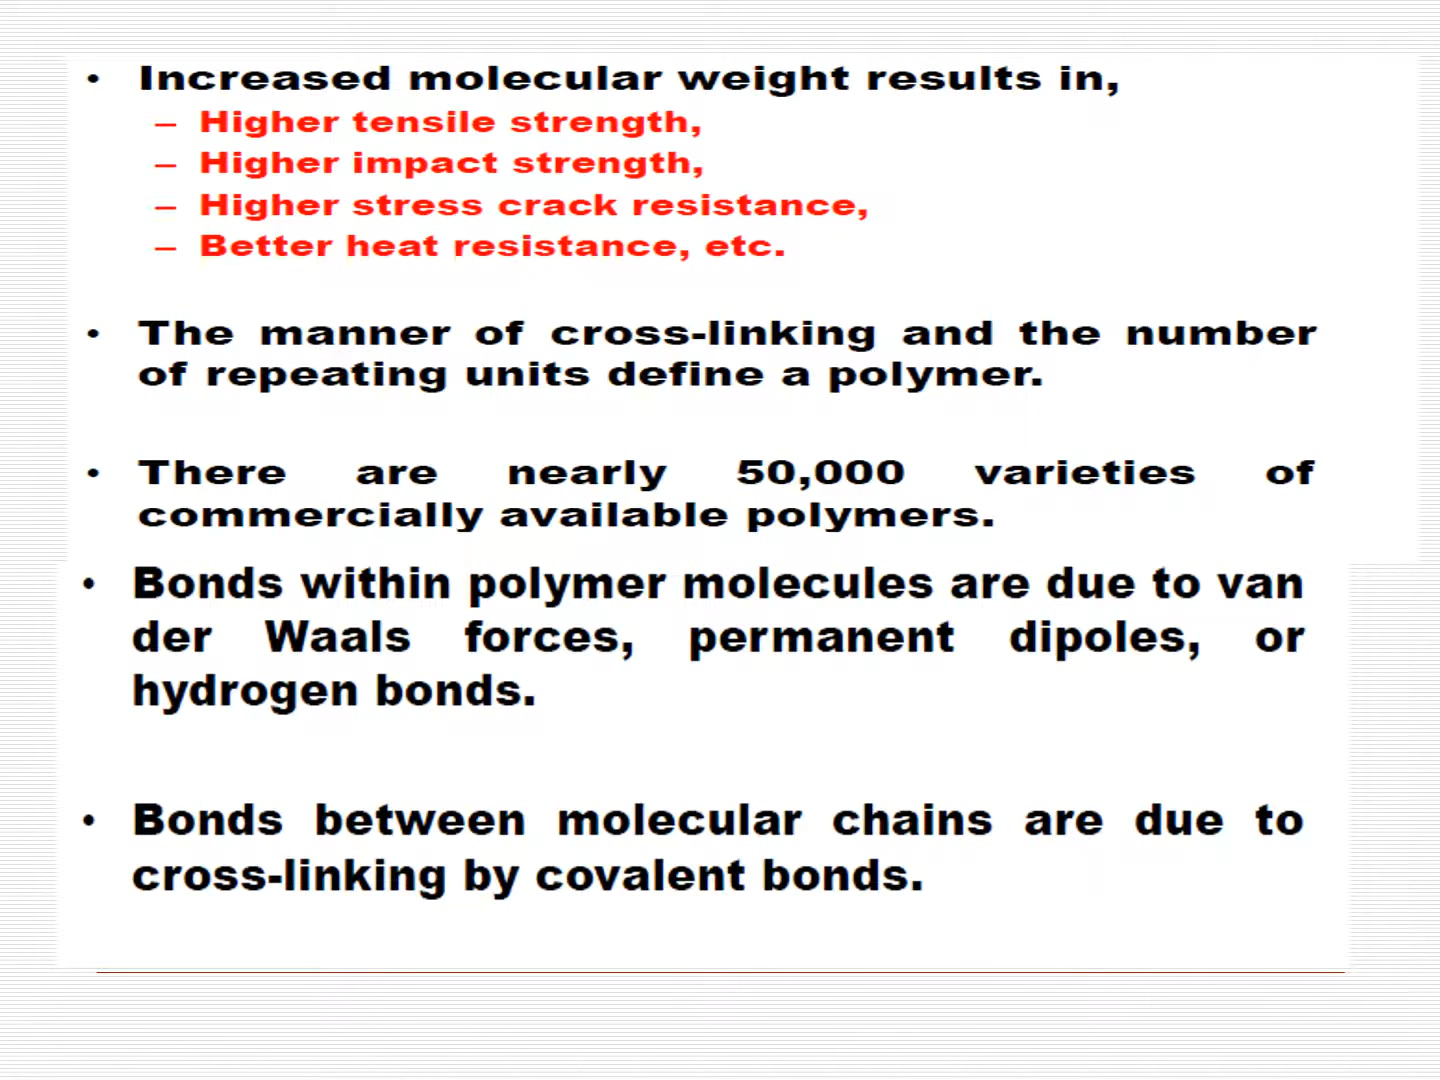 • Increased molecular weight results in,
– Higher tensile strength,
– Higher impact strength,
– Higher stress crack resistance,
– Better heat resistance, etc.
• The manner of cross-linking and the number
of repeating units define a polymer.
• There are nearly 50,000 varieties of
commercially available polymers.
• Bonds within polymer molecules are due to van
der Waals forces, permanent dipoles, or
hydrogen bonds.
• Bonds between molecular chains are due to
cross-linking by covalent bonds.